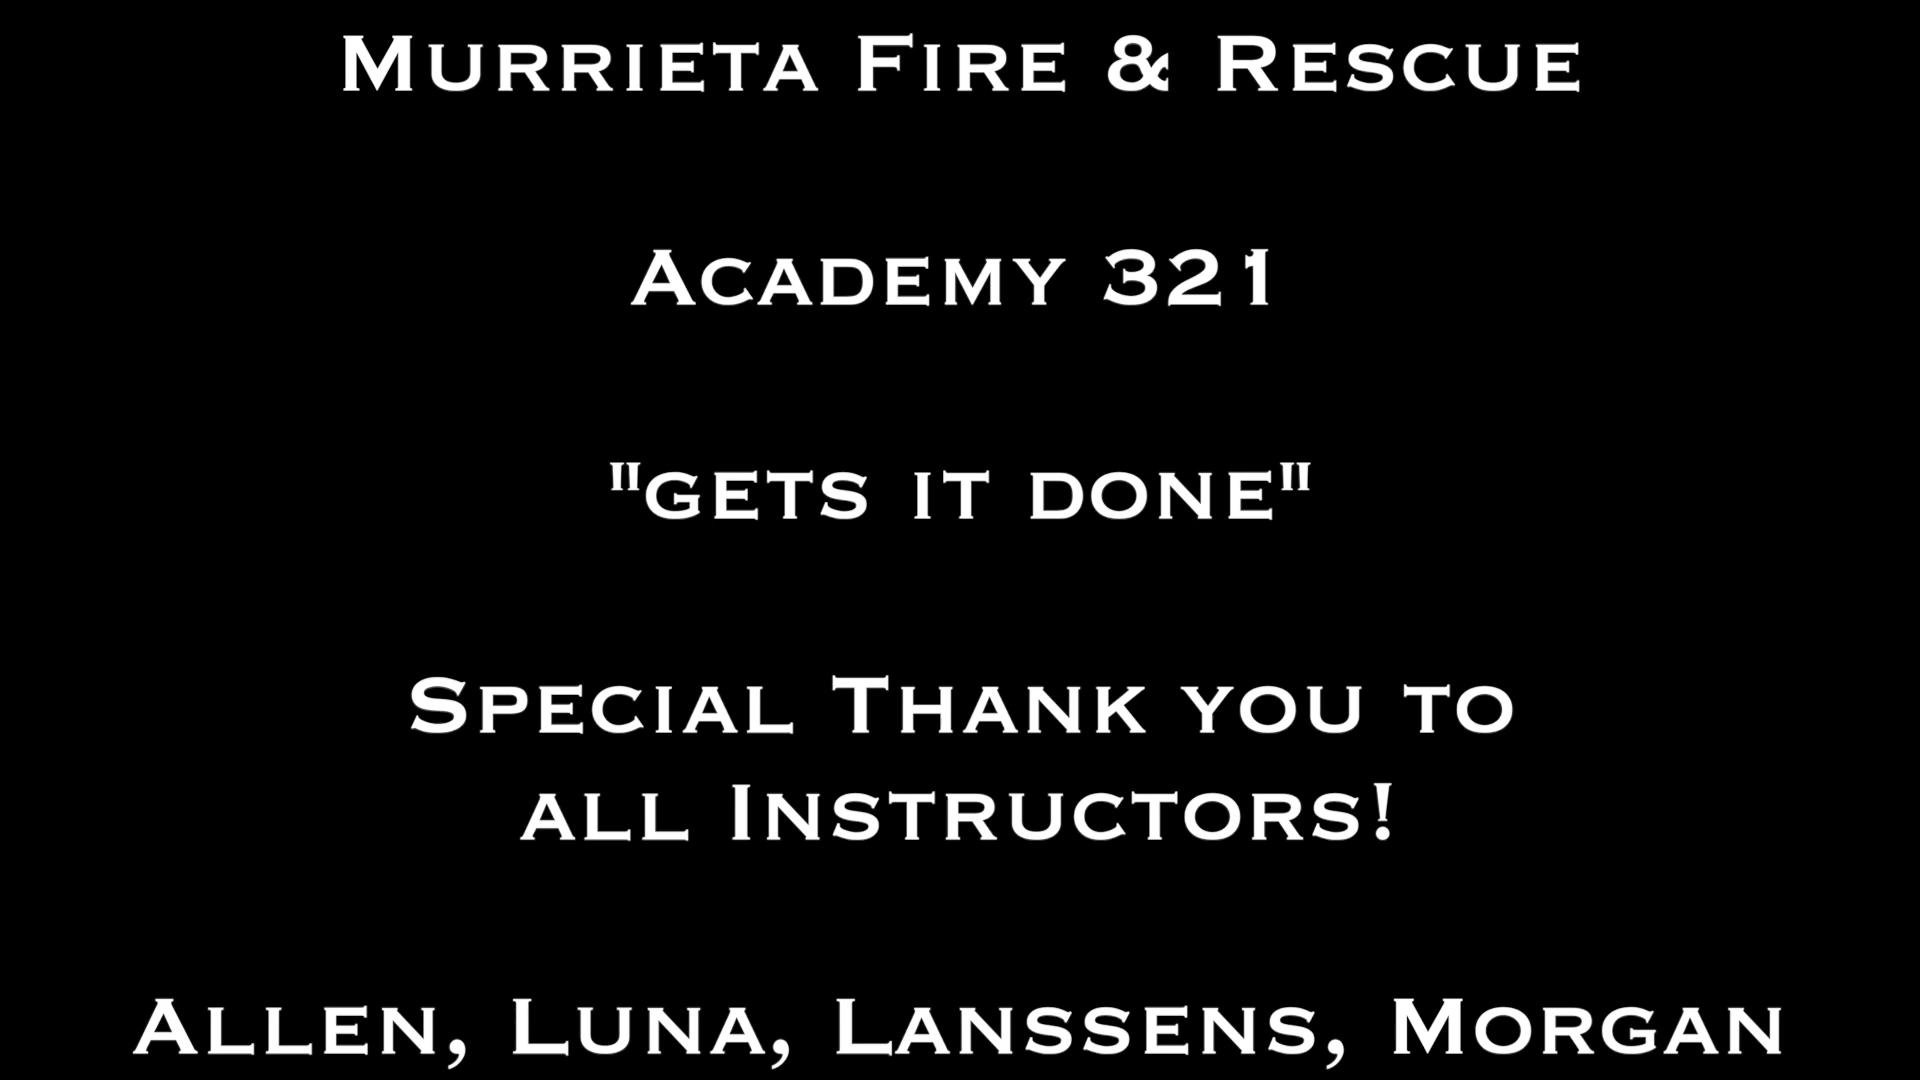 Murrieta Fire & Rescue
Academy 321
"gets it done"
Special Thank you to
all Instructors!
Allen, Luna, Lanssens, Morgan